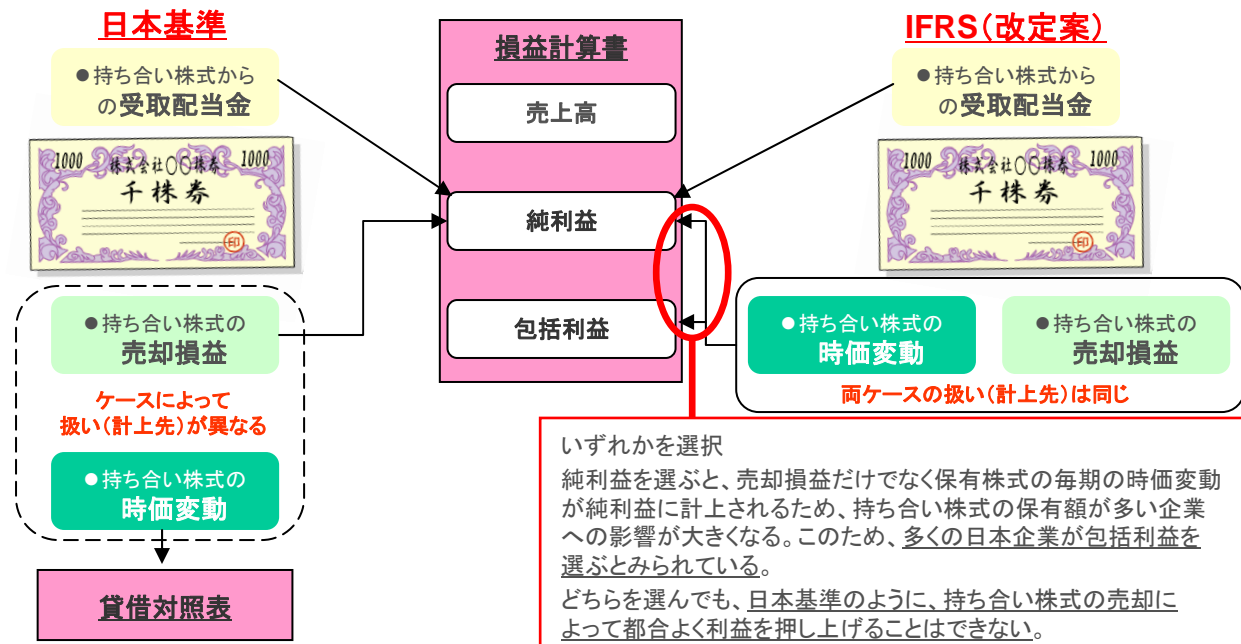 日本基準
●持ち合い株式から
の受取配当金
1000 株式会社〇〇株券 1000
千株券
印
●持ち合い株式の
売却損益
ケースによって
扱い(計上先)が異なる
●持ち合い株式の
時価変動
貸借対照表
損益計算書
売上高
純利益
包括利益
IFRS(改定案)
●持ち合い株式から
の受取配当金
1000 株式会社〇〇株券 1000
千株券
印
●持ち合い株式の
時価変動
●持ち合い株式の
売却損益
両ケースの扱い(計上先)は同じ
いずれかを選択
純利益を選ぶと、売却損益だけでなく保有株式の毎期の時価変動
が純利益に計上されるため、持ち合い株式の保有額が多い企業
への影響が大きくなる。このため、多くの日本企業が包括利益を
選ぶとみられている。
どちらを選んでも、日本基準のように、持ち合い株式の売却に
よって都合よく利益を押し上げることはできない。